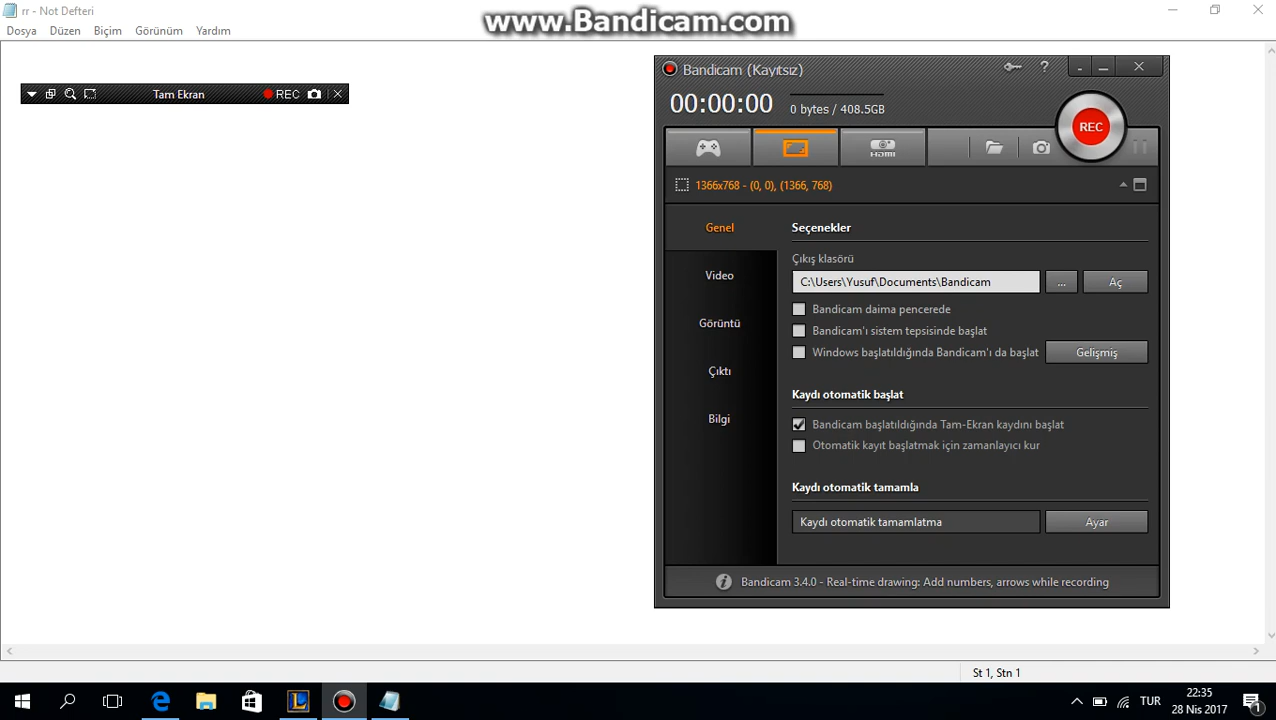 rr - Not Defteri
www.Bandicam.com
Dosya Düzen Biçim Görünüm Yardım
Bandicam (Kayıtsız) ?
Tam Ekran REC
00:00:00 0 bytes / 408.5GB
REC
HDMI
1366x768 - (0, 0), (1366, 768)
Genel
Video
Görüntü
Çıktı
Bilgi
Seçenekler
Çıkış klasörü
C:\Users\Yusuf\Documents\Bandicam ... Aç
Bandicam daima pencerede
Bandicam'ı sistem tepsisinde başlat
Windows başlatıldığında Bandicam'ı da başlat Gelişmiş
Kaydı otomatik başlat
Bandicam başlatıldığında Tam-Ekran kaydını başlat
Otomatik kayıt başlatmak için zamanlayıcı kur
Kaydı otomatik tamamla
Kaydı otomatik tamamlatma Ayar
Bandicam 3.4.0 - Real-time drawing: Add numbers, arrows while recording
St 1, Stn 1
TUR
22:35
28 Nis 2017
1